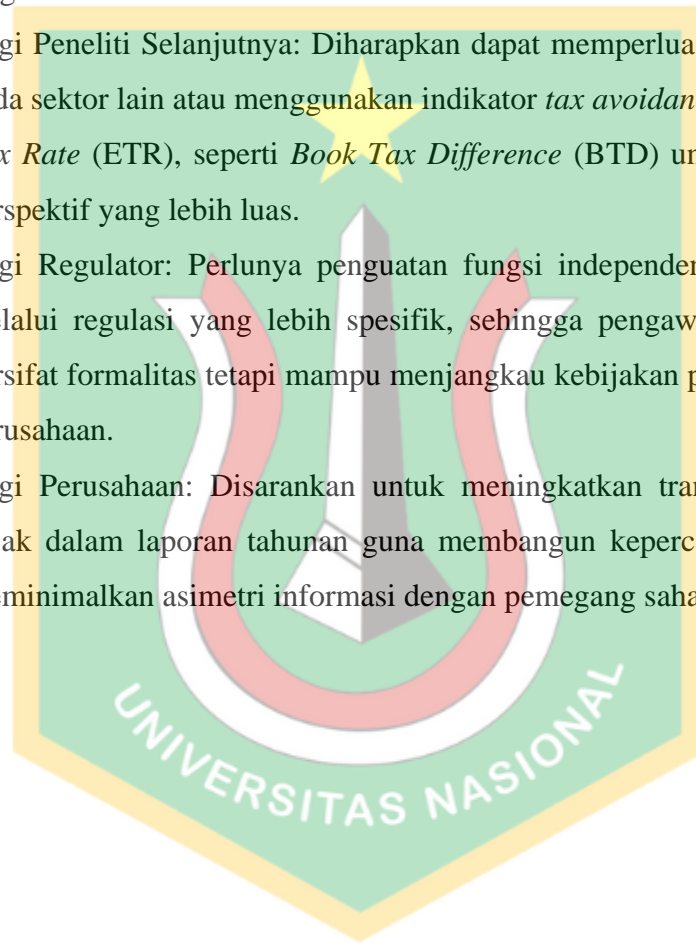 gi Peneliti Selanjutnya: Diharapkan dapat memperlua
da sektor lain atau menggunakan indikator tax avoidan
x Rate (ETR), seperti Book Tax Difference (BTD) un
rspektif yang lebih luas.
gi Regulator: Perlunya penguatan fungsi independen
elalui regulasi yang lebih spesifik, sehingga pengaw
rsifat formalitas tetapi mampu menjangkau kebijakan p
rusahaan.
gi Perusahaan: Disarankan untuk meningkatkan tran
ak dalam laporan tahunan guna membangun keperc
eminimalkan asimetri informasi dengan pemegang saha
UNIVERSITAS NASIONAL